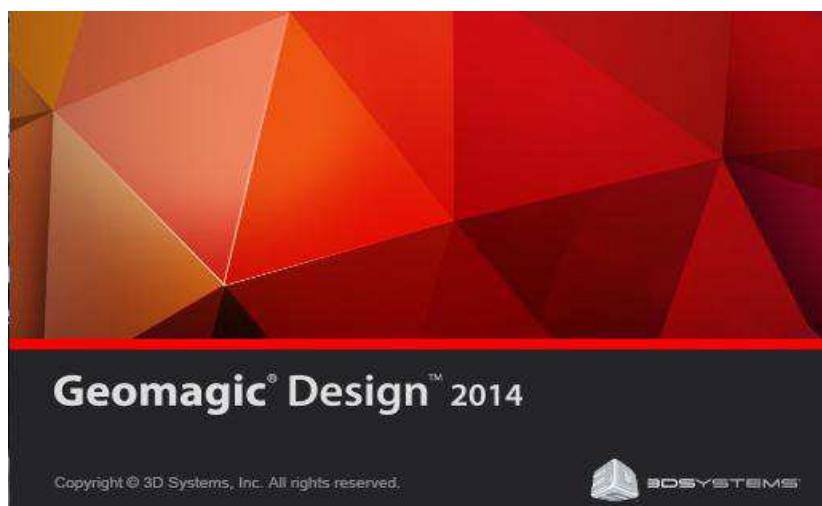 Geomagic® Design™ 2014
Copyright © 3D Systems, Inc. All rights reserved.
3DSYSTEMS